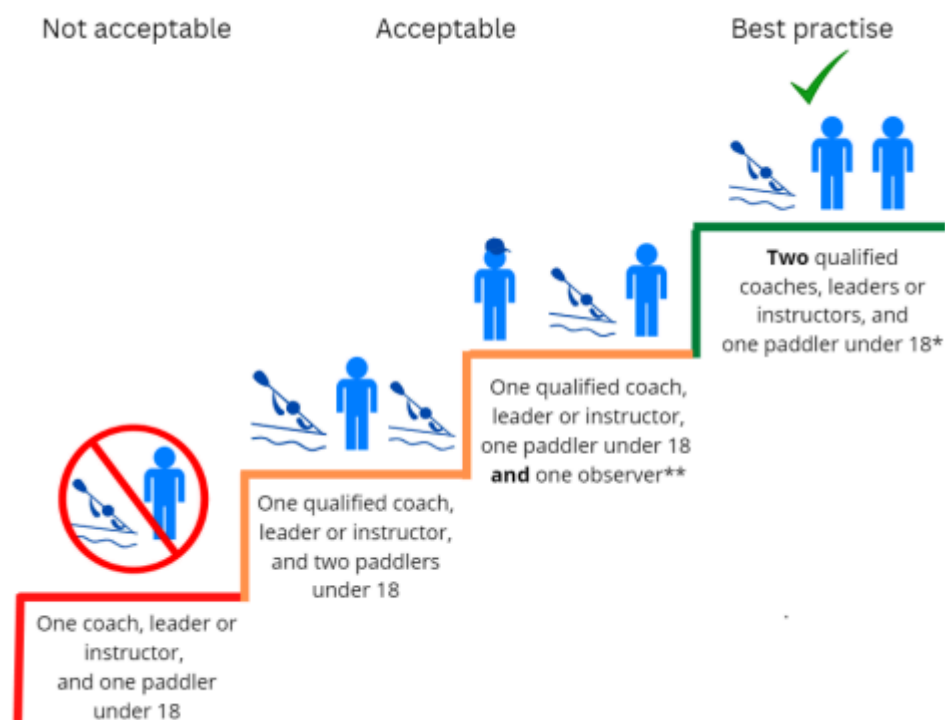 Not acceptable
Acceptable
Best practise
Two qualified
coaches, leaders or
instructors, and
one paddler under 18*
One qualified coach,
leader or instructor,
one paddler under 18
and one observer**
One qualified coach,
leader or instructor,
and two paddlers
under 18
One coach, leader or
instructor,
and one paddler
under 18